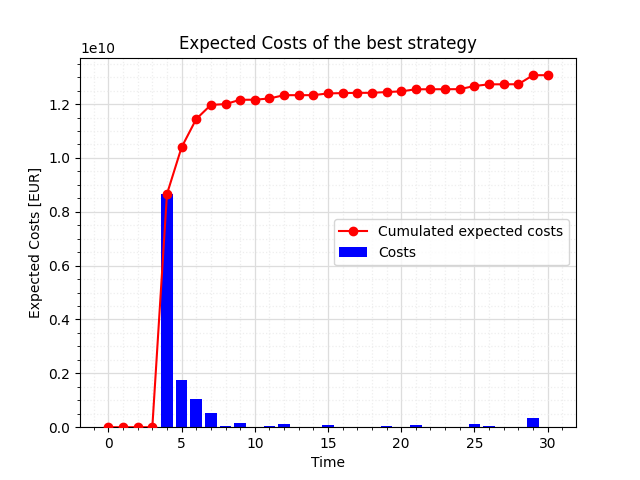 Expected Costs of the best strategy
1e10
1.2
1.0
0.8
0.6
0.4
0.2
0.0
Expected Costs [EUR]
Cumulated expected costs
Costs
0 5 10 15 20 25 30
Time